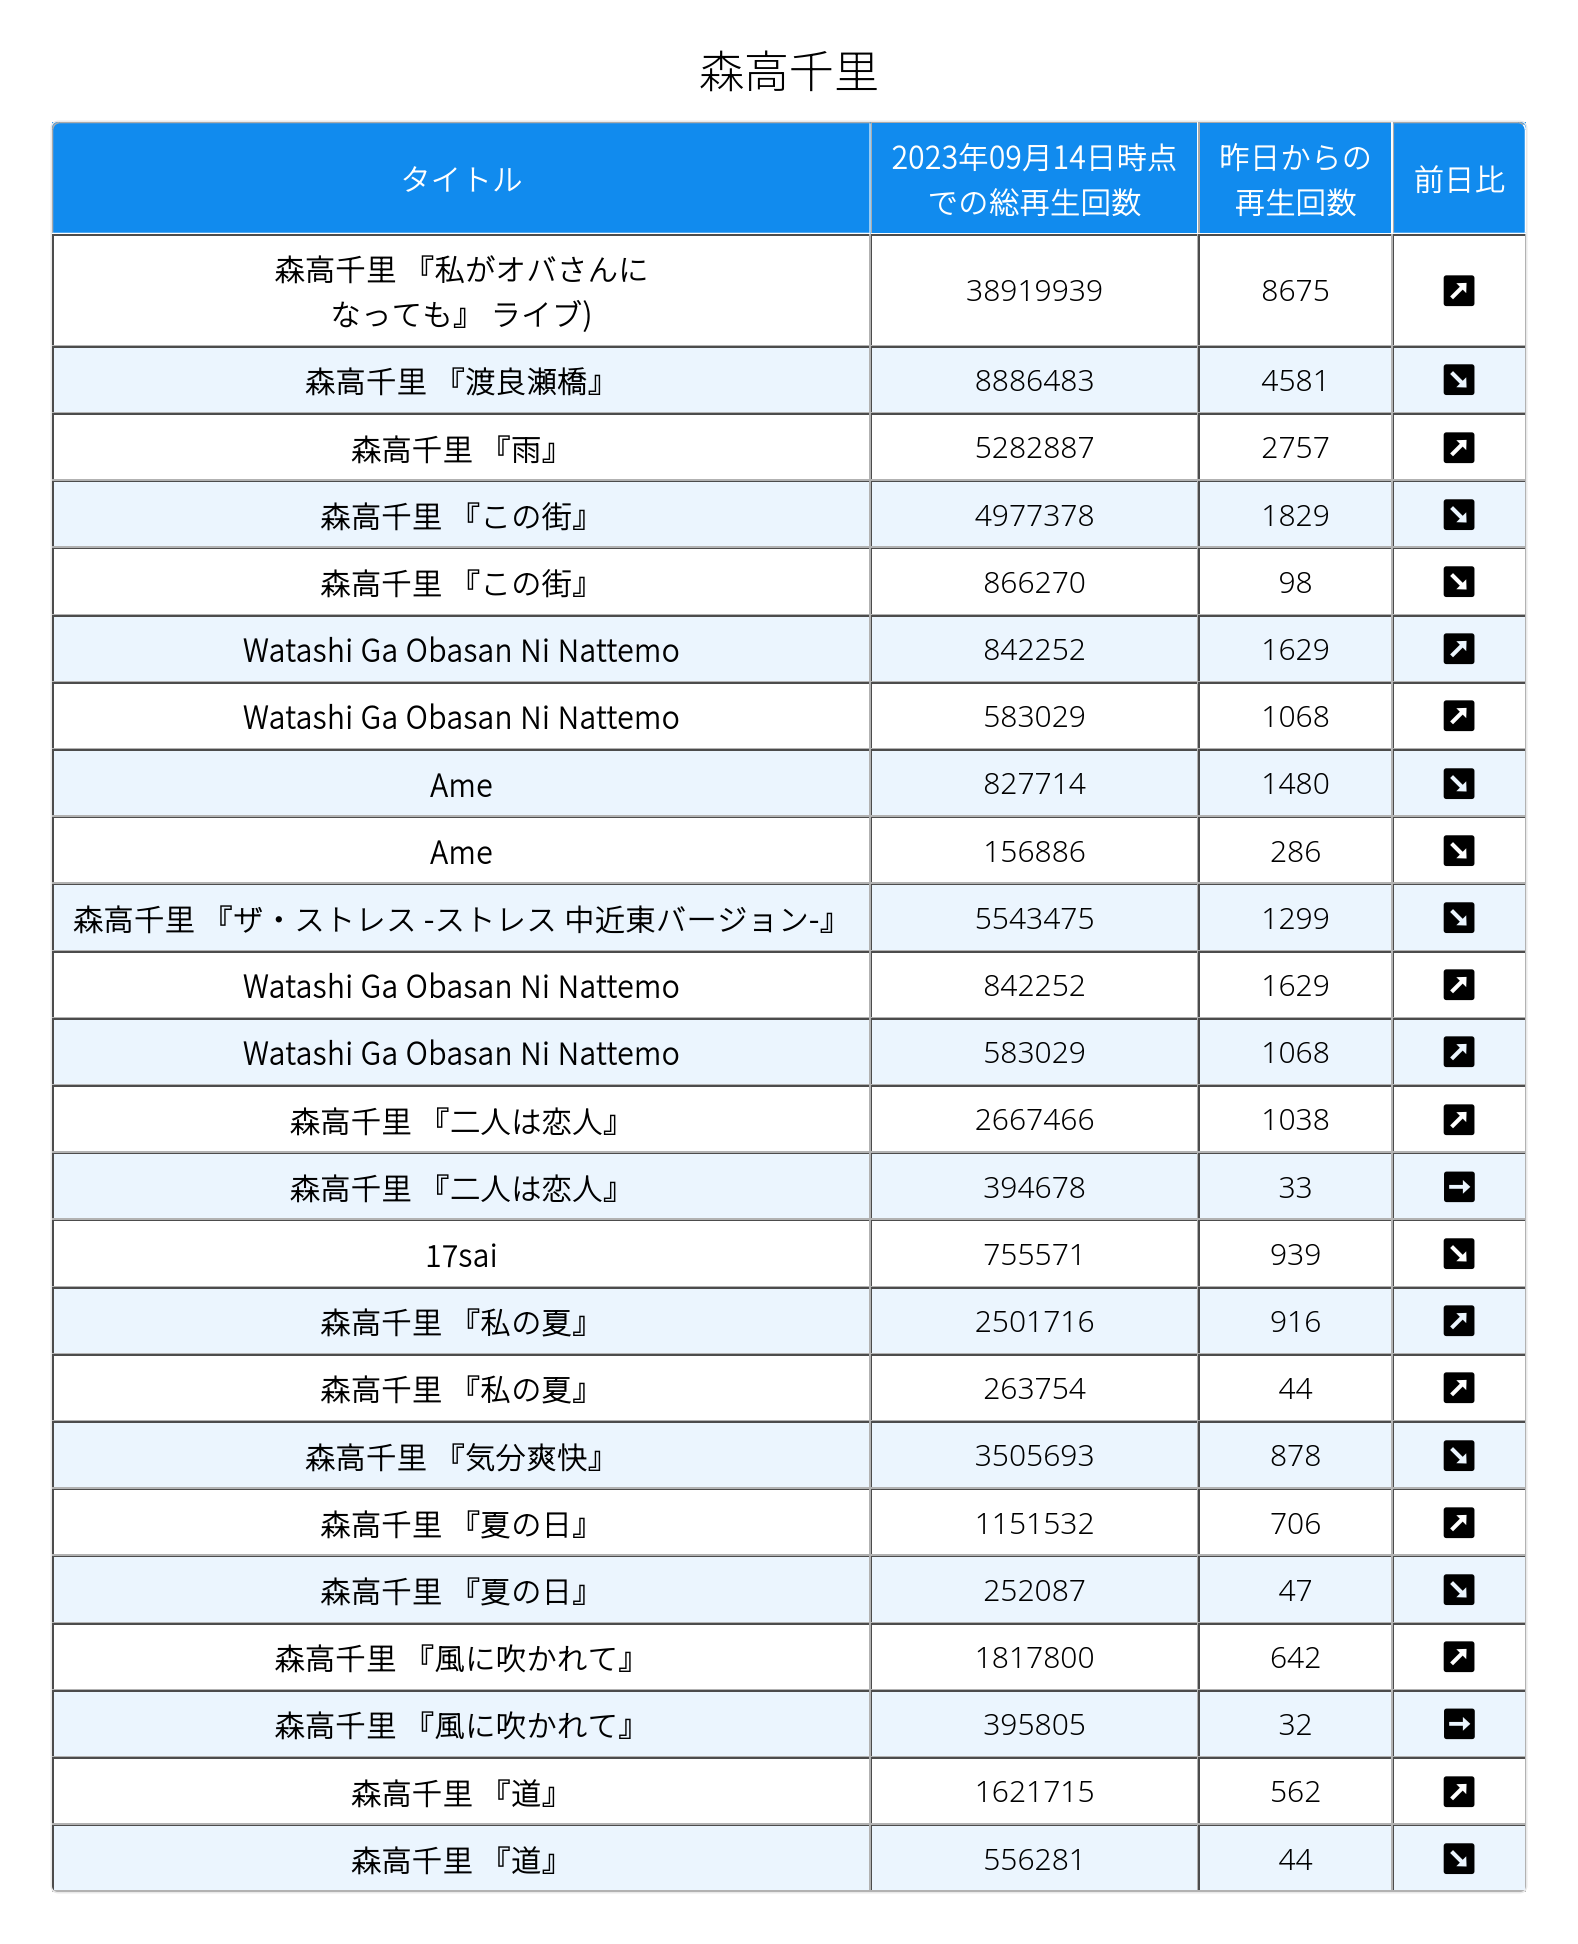 森高千里
タイトル
2023年09月14日時点
での総再生回数
昨日からの
再生回数
前日比
森高千里 『私がオバさんに
なっても』 ライブ)
38919939
8675
森高千里 『渡良瀬橋』
8886483
4581
森高千里 『雨』
5282887
2757
森高千里 『この街』
4977378
1829
森高千里 『この街』
866270
98
Watashi Ga Obasan Ni Nattemo
842252
1629
Watashi Ga Obasan Ni Nattemo
583029
1068
Ame
827714
1480
Ame
156886
286
森高千里 『ザ・ストレス -ストレス 中近東バージョン-』
5543475
1299
Watashi Ga Obasan Ni Nattemo
842252
1629
Watashi Ga Obasan Ni Nattemo
583029
1068
森高千里 『二人は恋人』
2667466
1038
森高千里 『二人は恋人』
394678
33
17sai
755571
939
森高千里 『私の夏』
2501716
916
森高千里 『私の夏』
263754
44
森高千里 『気分爽快』
3505693
878
森高千里 『夏の日』
1151532
706
森高千里 『夏の日』
252087
47
森高千里 『風に吹かれて』
1817800
642
森高千里 『風に吹かれて』
395805
32
森高千里 『道』
1621715
562
森高千里 『道』
556281
44